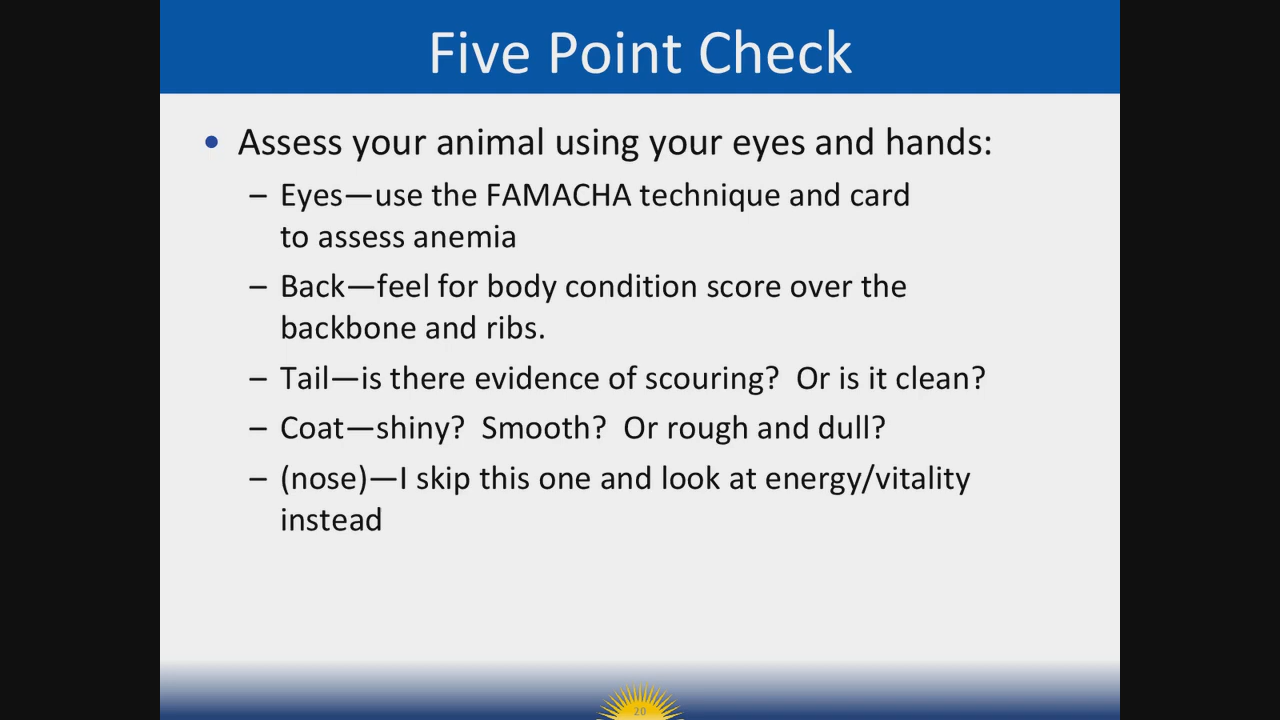 Five Point Check
• Assess your animal using your eyes and hands:
– Eyes—use the FAMACHA technique and card
to assess anemia
– Back—feel for body condition score over the
backbone and ribs.
– Tail—is there evidence of scouring?  Or is it clean?
– Coat—shiny?  Smooth?  Or rough and dull?
– (nose)—I skip this one and look at energy/vitality
instead
20